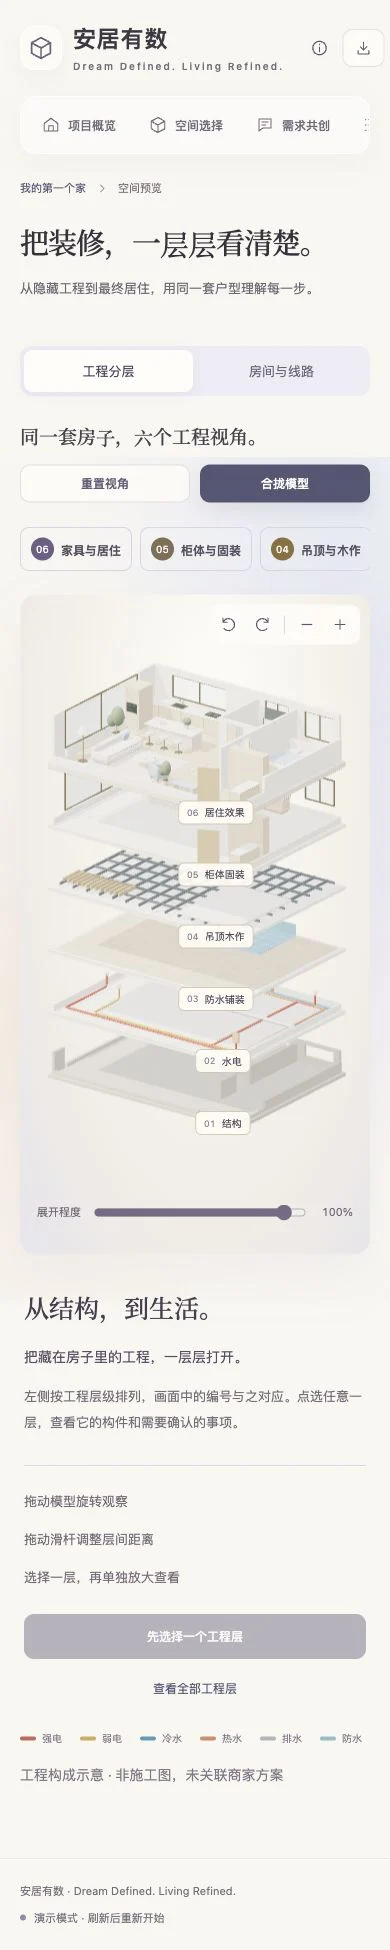 安居有数
Dream Defined. Living Refined.
项目概览 空间选择 需求共创
我的第一个家 > 空间预览
把装修，一层层看清楚。
从隐藏工程到最终居住，用同一套户型理解每一步。
工程分层 房间与线路
同一套房子，六个工程视角。
重置视角 合拢模型
06 家具与居住 05 柜体与固装 04 吊顶与木作
06 居住效果
05 柜体固装
04 吊顶木作
03 防水铺装
02 水电
01 结构
展开程度 100%
从结构，到生活。
把藏在房子里的工程，一层层打开。
左侧按工程层级排列，画面中的编号与之对应。点选任意一
层，查看它的构件和需要确认的事项。
拖动模型旋转观察
拖动滑杆调整层间距离
选择一层，再单独放大查看
先选择一个工程层
查看全部工程层
强电 弱电 冷水 热水 排水 防水
工程构成示意 · 非施工图，未关联商家方案
安居有数 · Dream Defined. Living Refined.
演示模式 · 刷新后重新开始